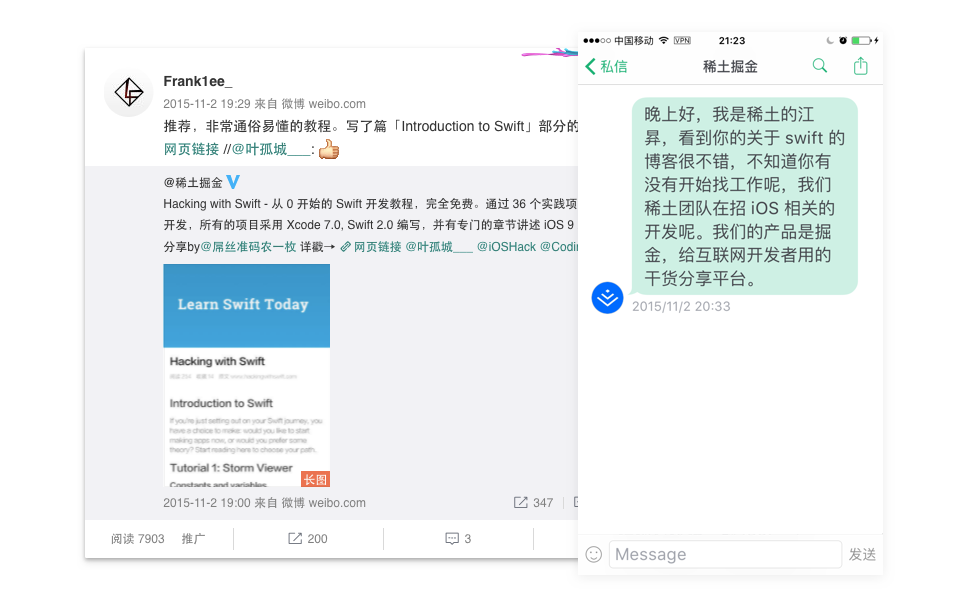 Frank1ee_
2015-11-2 19:29 来自 微博 weibo.com
推荐，非常通俗易懂的教程。写了篇「Introduction to Swift」部分的
网页链接 //@叶孤城___:
@稀土掘金
Hacking with Swift - 从 0 开始的 Swift 开发教程，完全免费。通过 36 个实践项
开发，所有的项目采用 Xcode 7.0, Swift 2.0 编写，并有专门的章节讲述 iOS 9
分享by@屌丝准码农一枚 详戳→ 网页链接 @叶孤城___ @iOSHack @Codin
Learn Swift Today
Hacking with Swift
Introduction to Swift
If you're just setting out on your Swift journey, you
have a choice to make: would you like to start
making apps now, or would you prefer some
theory? Start reading here to choose your path.
Tutorial 1: Storm Viewer
Constants and variables
长图
2015-11-2 19:00 来自 微博 weibo.com
347
阅读 7903 推广
200
3
中国移动 VPN 21:23
私信 稀土掘金
晚上好，我是稀土的江
昪，看到你的关于 swift 的
博客很不错，不知道你有
没有开始找工作呢，我们
稀土团队在招 iOS 相关的
开发呢。我们的产品是掘
金，给互联网开发者用的
干货分享平台。
2015/11/2 20:33
Message 发送